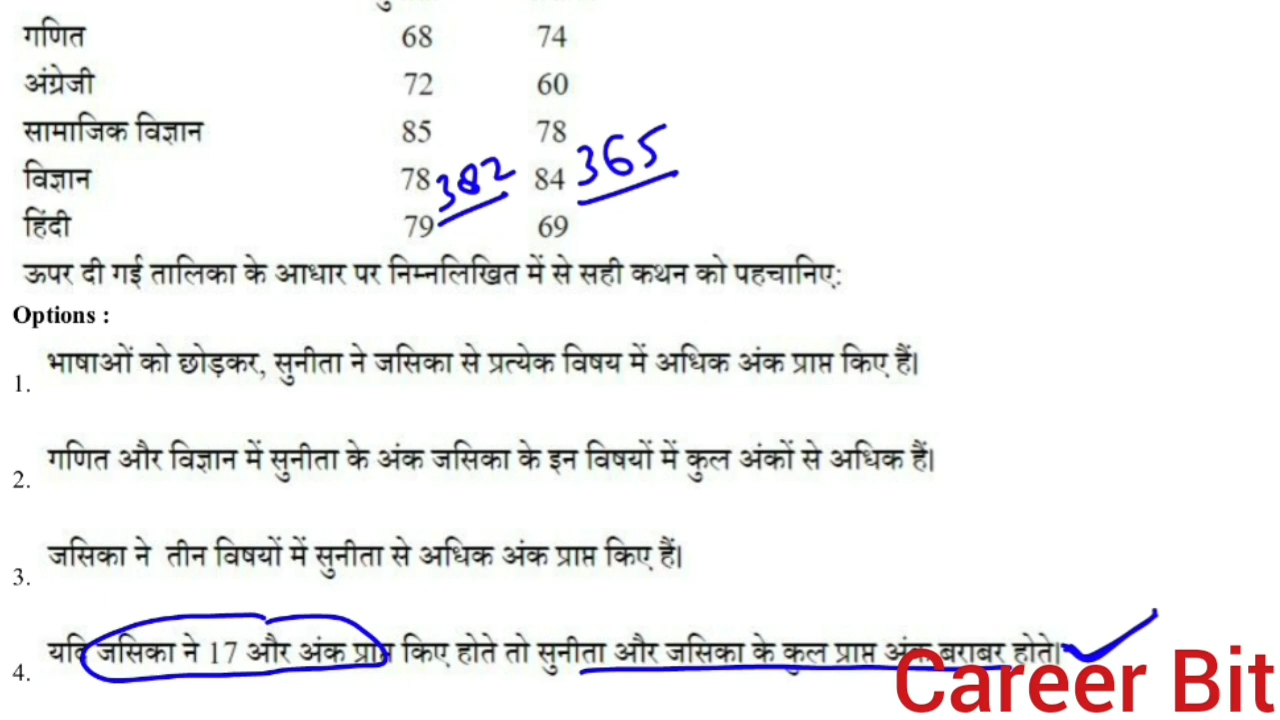 गणित 68 74
अंग्रेजी 72 60
सामाजिक विज्ञान 85 78
विज्ञान 78 382 84 365
हिंदी 79 69
ऊपर दी गई तालिका के आधार पर निम्नलिखित में से सही कथन को पहचानिए:
Options :
1. भाषाओं को छोड़कर, सुनीता ने जसिका से प्रत्येक विषय में अधिक अंक प्राप्त किए हैं।
2. गणित और विज्ञान में सुनीता के अंक जसिका के इन विषयों में कुल अंकों से अधिक हैं।
3. जसिका ने तीन विषयों में सुनीता से अधिक अंक प्राप्त किए हैं।
4. यदि जसिका ने 17 और अंक प्राप्त किए होते तो सुनीता और जसिका के कुल प्राप्त अंक बराबर होते।
Career Bit